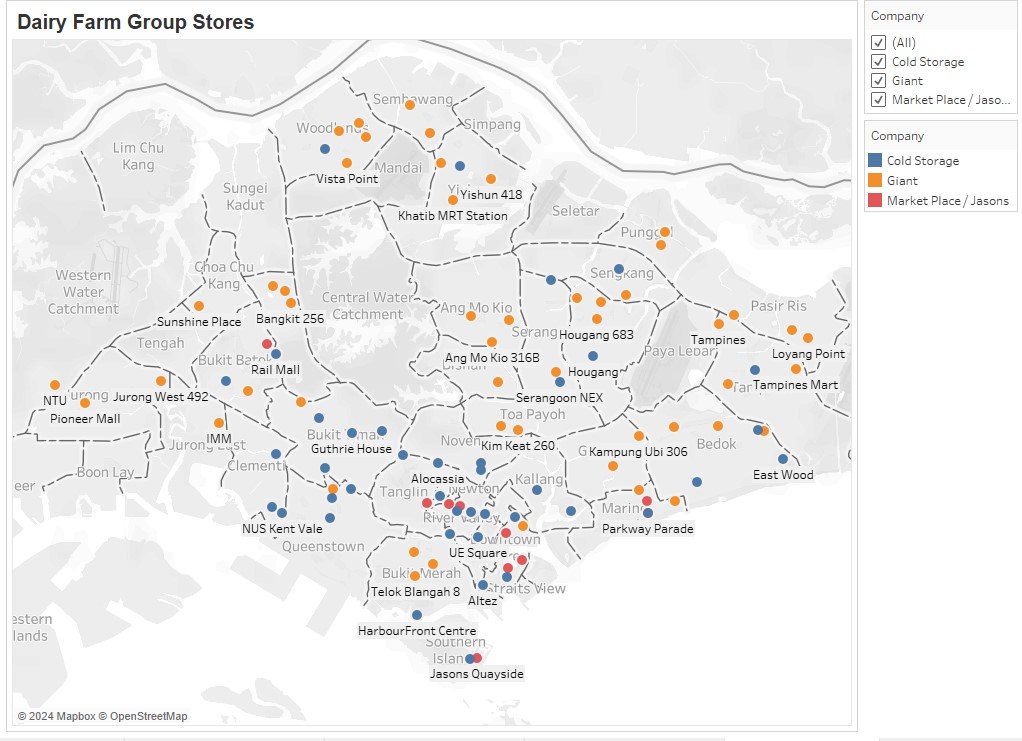 Dairy Farm Group Stores
Company
(All)
Cold Storage
Giant
Market Place / Jaso...
Company
Cold Storage
Giant
Market Place / Jasons
Sembawang
Simpang
Woodlands
Lim Chu
Kang
Mandai
Vista Point
Yishun 418
Sungei
Kadut
Khatib MRT Station
Seletar
Punggol
Western
Water
Catchment
Choa Chu
Kang
Sengkang
Central Water
Catchment
Pasir Ris
Ang Mo Kio
Sunshine Place
Bangkit 256
Serang
Hougang 683
Tengah
Tampines
Paya Lebar
Loyang Point
Bukit Batok
Ang Mo Kio 316B
Bishan
Rail Mall
Hougang
Tampines Mart
NTU
Jurong West 492
Serangoon NEX
Pioneer Mall
Toa Payoh
IMM
Jurong East
Bukit Timah
Guthrie House
Noven
Kim Keat 260
Kampung Ubi 306
Bedok
Boon Lay
Clementi
East Wood
Alocassia
Kallang
Tanglin
Newton
Marine
NUS Kent Vale
River Valley
Parkway Parade
Queenstown
Downtown
UE Square
Bukit Merah
Telok Blangah 8
Straits View
Altez
HarbourFront Centre
Southern
Islan
Jasons Quayside
estern
lands
© 2024 Mapbox © OpenStreetMap